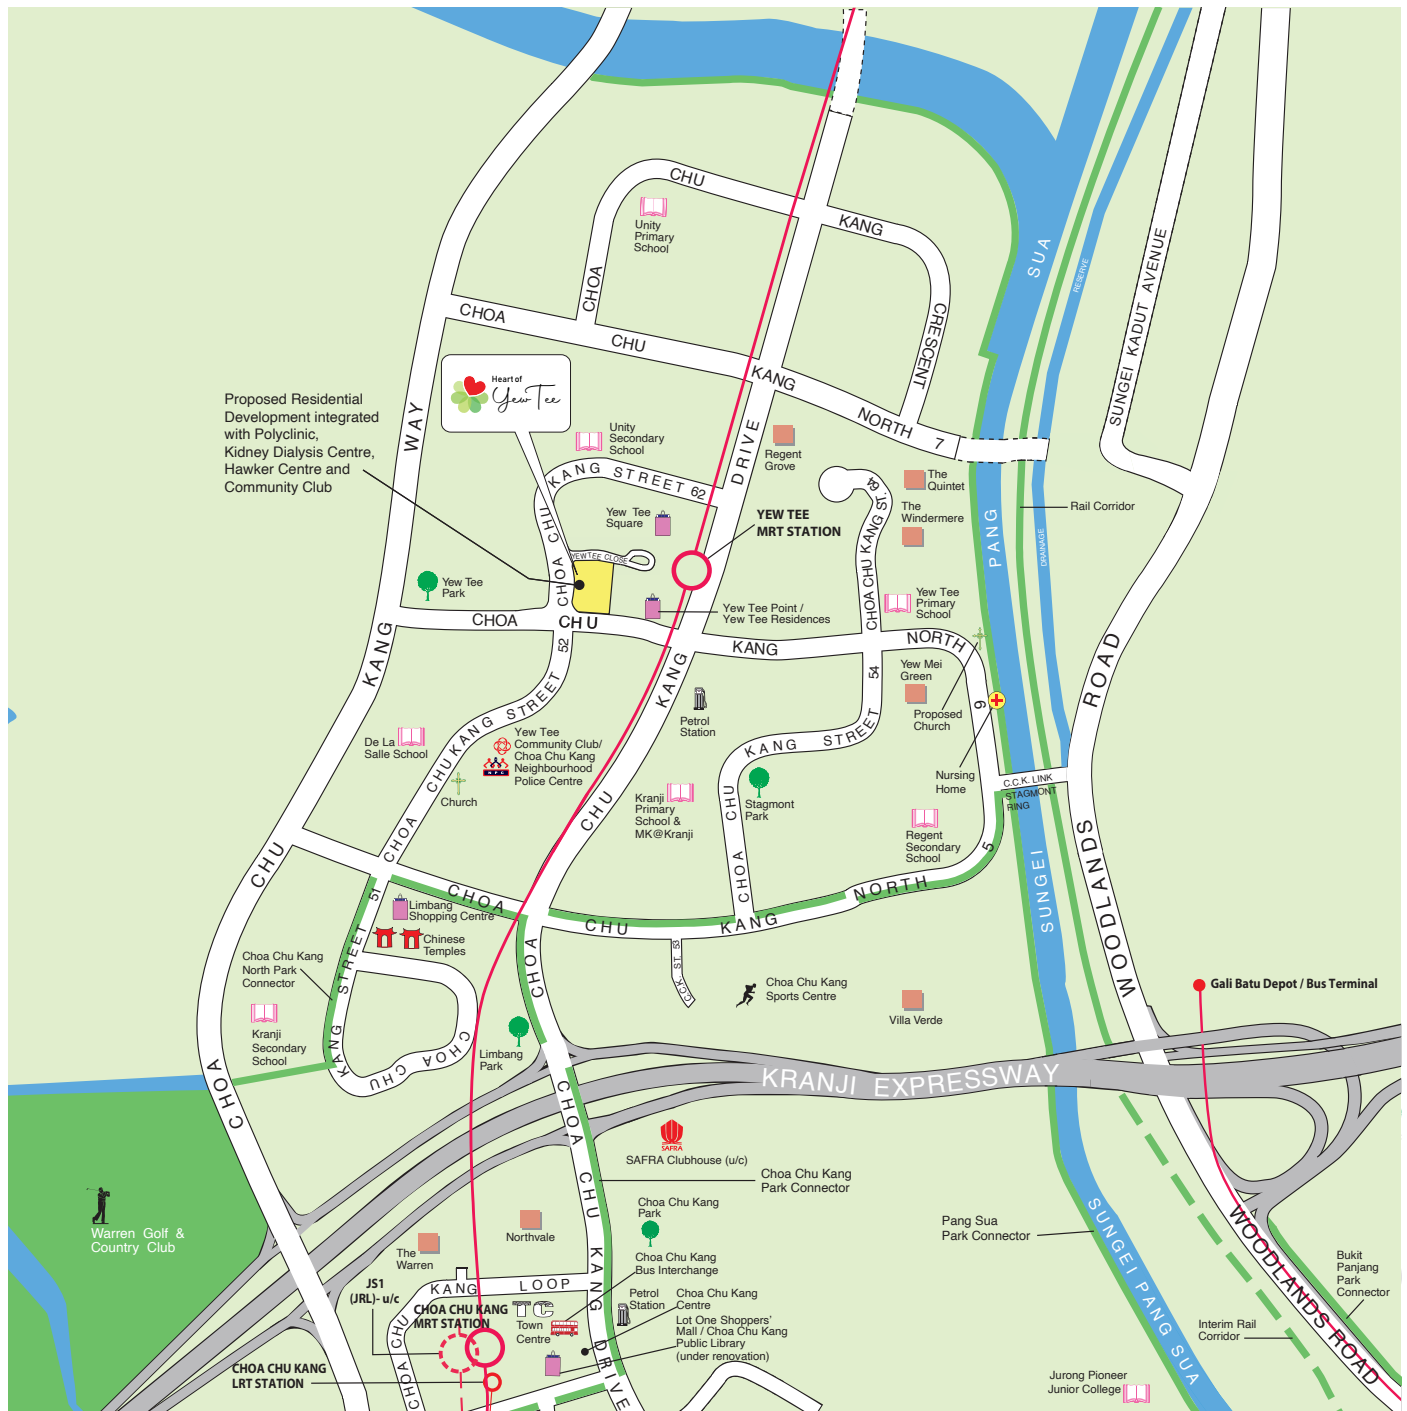 CHU
KANG
CRESCENT
CHOA
Unity
Primary
School
SUA
RESERVE
SUNGEI KADUT AVENUE
CHOA
CHU
KANG
NORTH
7
Heart of
Yew Tee
Proposed Residential
Development integrated
with Polyclinic,
Kidney Dialysis Centre,
Hawker Centre and
Community Club
WAY
KANG
CHU
CHOA
Unity
Secondary
School
KANG STREET 62
CHOA CHU
DRIVE
Regent
Grove
The
Quintet
The
Windermere
Rail Corridor
Yew Tee
Square
YEW TEE
MRT STATION
YEWTEE CLOSE
PANG
DRAINAGE
CHOA CHU KANG ST. 64
Yew Tee
Park
Yew Tee Point /
Yew Tee Residences
Yew Tee
Primary
School
CHOA
CHU
KANG
NORTH
6
52
54
KANG
CHU
Yew Mei
Green
Proposed
Church
Nursing
Home
Petrol
Station
ROAD
WOODLANDS
CHOA CHU KANG STREET
De La
Salle School
Yew Tee
Community Club/
Choa Chu Kang
Neighbourhood
Police Centre
NPC
Church
KANG STREET
CHOA CHU
Stagmont
Park
Kranji
Primary
School &
MK@Kranji
C.C.K. LINK
STAGMONT
RING
Regent
Secondary
School
SUNGEI
CHOA
CHU
KANG
NORTH
5
51
STREET
KANG
CHU
CHOA
Limbang
Shopping Centre
Chinese
Temples
Choa Chu Kang
North Park
Connector
Kranji
Secondary
School
CHOA
C.C.K. ST. 53
Choa Chu Kang
Sports Centre
Villa Verde
Gali Batu Depot / Bus Terminal
Limbang
Park
KRANJI EXPRESSWAY
CHOA
CHU
KANG
DRIVE
SAFRA
SAFRA Clubhouse (u/c)
Choa Chu Kang
Park Connector
Warren Golf &
Country Club
Choa Chu Kang
Park
Northvale
The
Warren
Choa Chu Kang
Bus Interchange
Pang Sua
Park Connector
SUNGEI PANG SUA
WOODLANDS ROAD
Bukit
Panjang
Park
Connector
Interim Rail
Corridor
JS1
(JRL)- u/c
CHOA CHU
KANG
LOOP
CHOA CHU KANG
MRT STATION
TC
Town
Centre
Petrol
Station
Choa Chu Kang
Centre
Lot One Shoppers'
Mall / Choa Chu Kang
Public Library
(under renovation)
CHOA CHU KANG
LRT STATION
Jurong Pioneer
Junior College